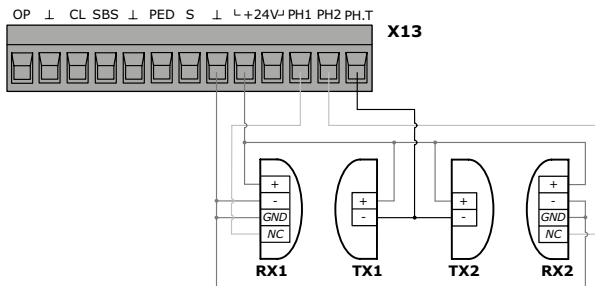 OP ⊥ CL SBS ⊥ PED S ⊥ └ +24V ┘ PH1 PH2 PH.T
X13
+ + + +
- - - -
GND GND
NC NC
RX1 TX1 TX2 RX2